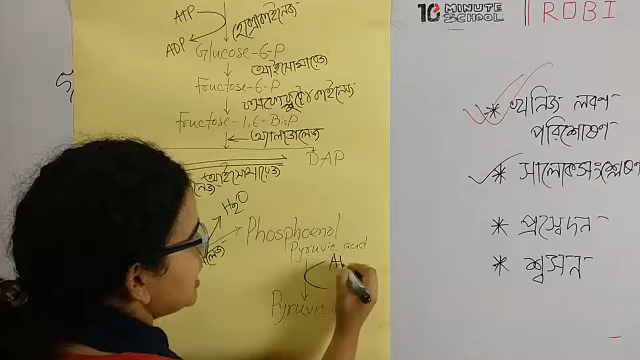 ATP
হেক্সোকাইনেজ
ADP
Glucose-6-P
আইসোমারেজ
Fructose-6-P
ফসফোফ্রুক্টোকাইনেজ
Fructose-1,6-BisP
অ্যালডোলেজ
DAP
আইসোমারেজ
H2O
Phosphoenol
Pyruvic acid
Pyruvic
10 MINUTE SCHOOL
ROBI
* খনিজ লবণ
পরিশোষণ
* সালোকসংশ্লেষণ
* প্রস্বেদন
* শ্বসন